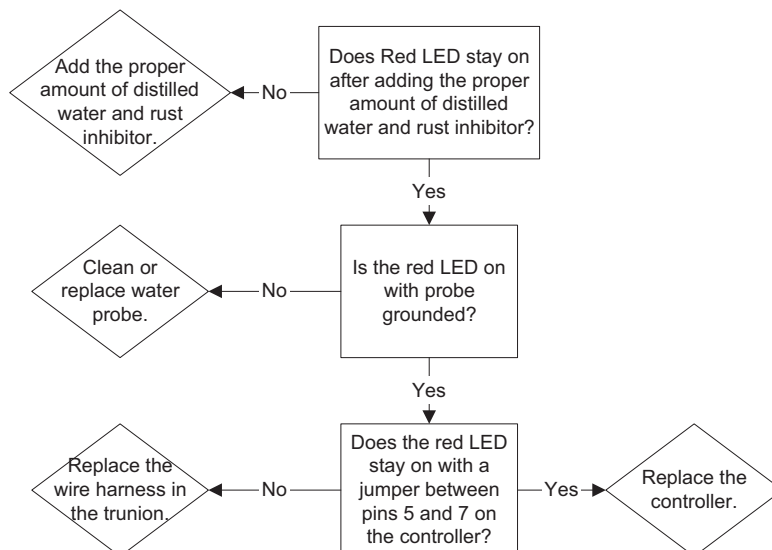 Add the proper
amount of distilled
water and rust
inhibitor.
No
Does Red LED stay on
after adding the proper
amount of distilled
water and rust inhibitor?
Yes
Clean or
replace water
probe.
No
Is the red LED on
with probe
grounded?
Yes
Replace the
wire harness in
the trunion.
No
Does the red LED
stay on with a
jumper between
pins 5 and 7 on
the controller?
Yes
Replace the
controller.